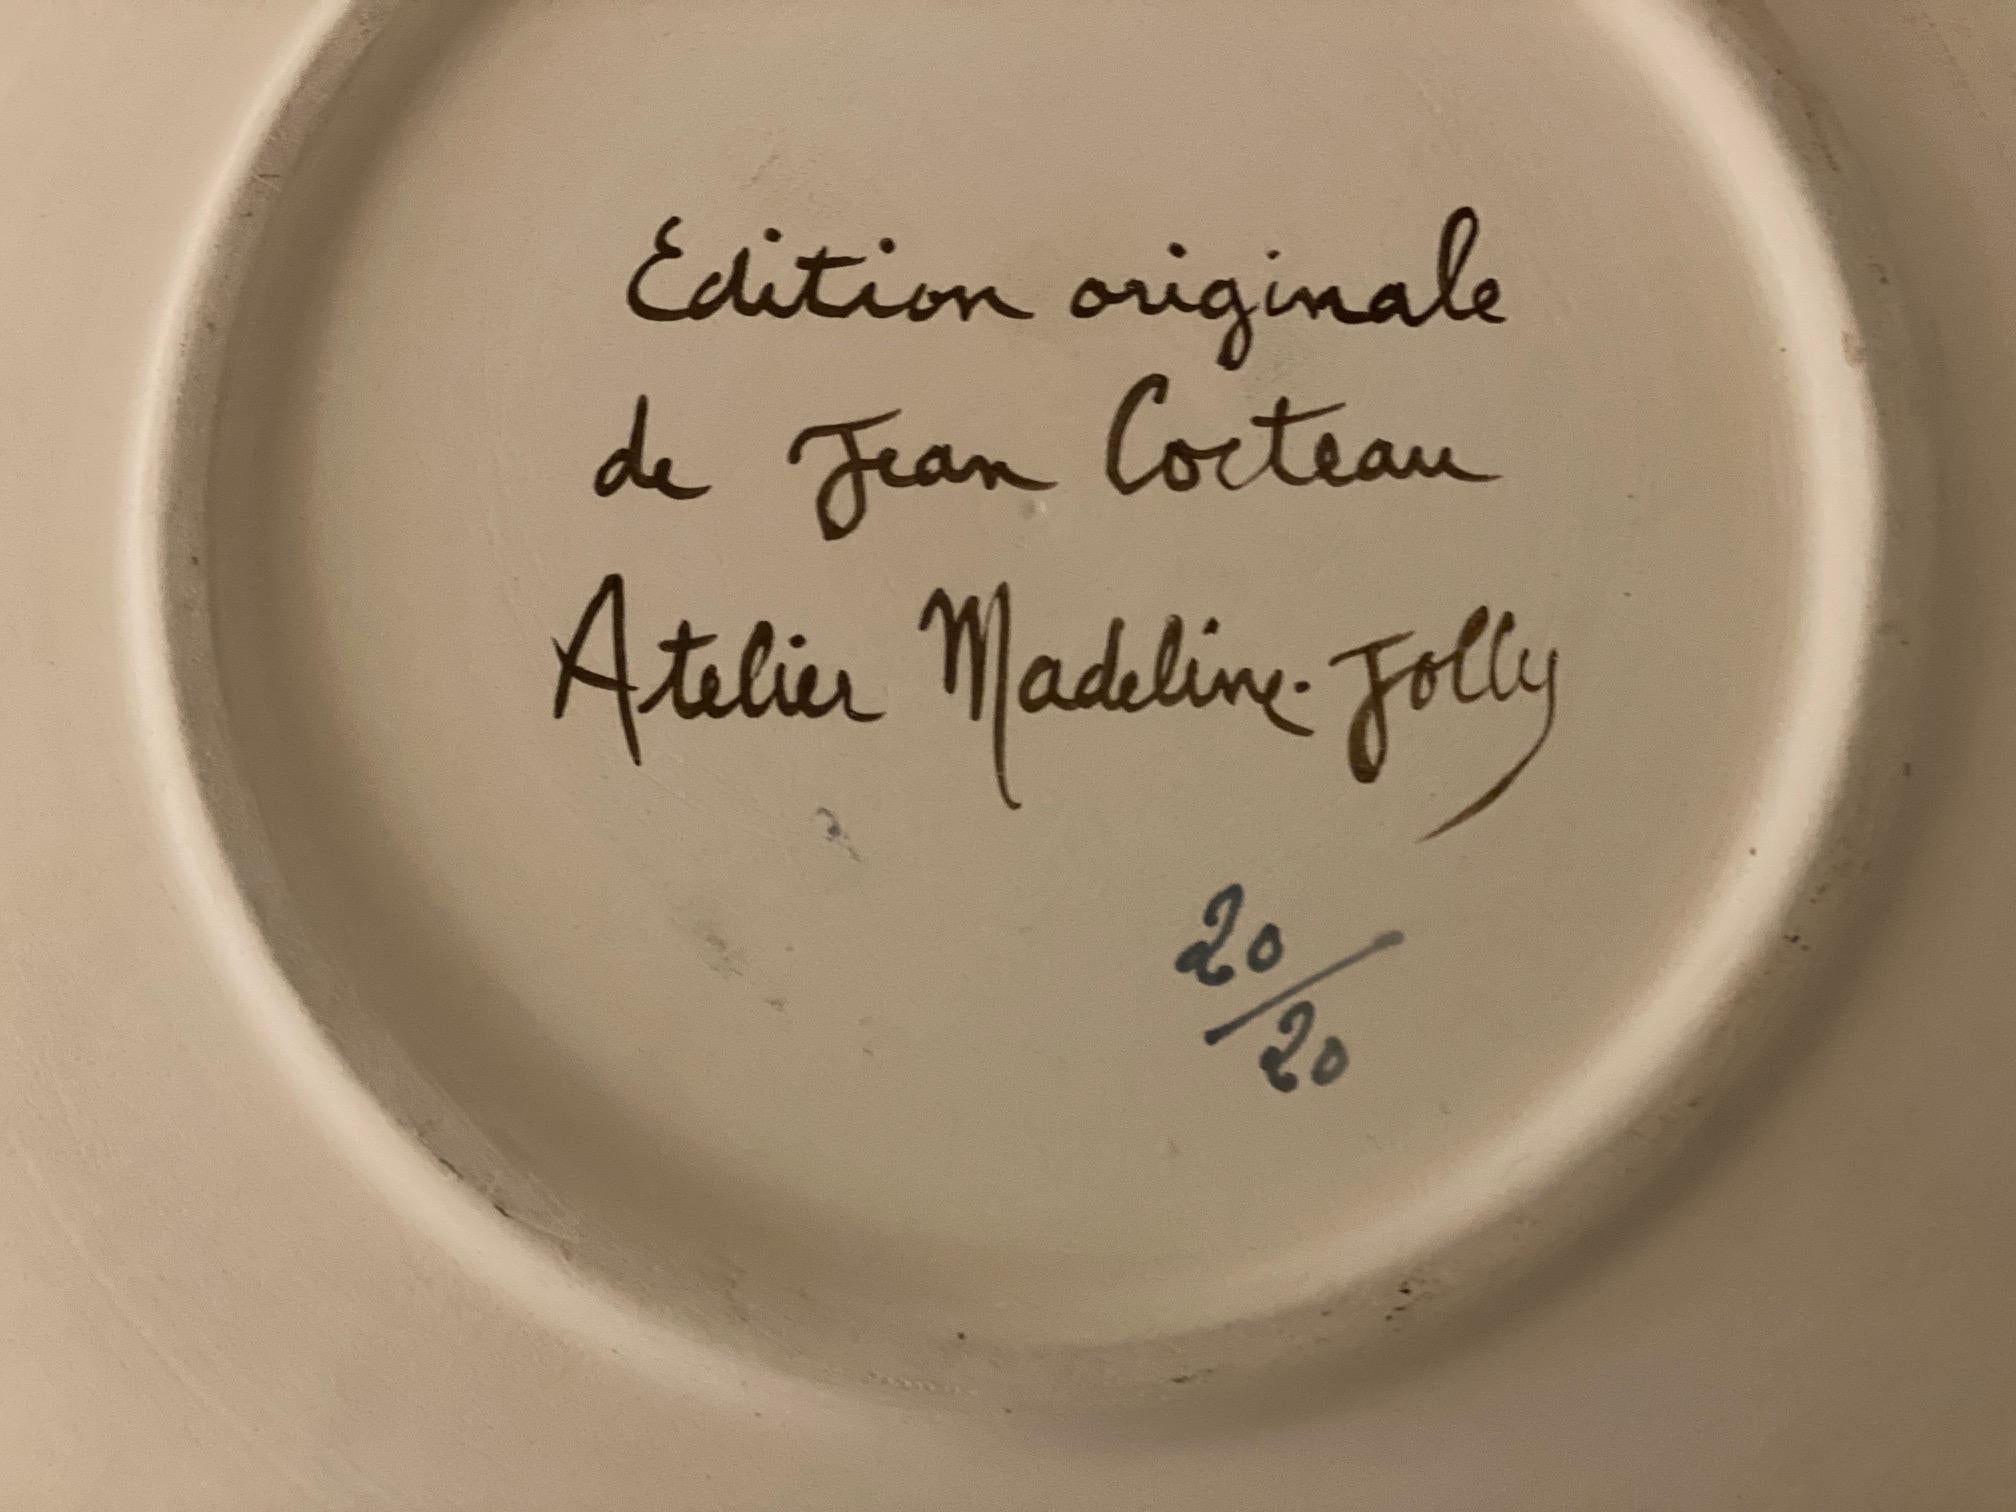 Edition originale
de Jean Cocteau
Atelier Madeline-Jolly
20/20